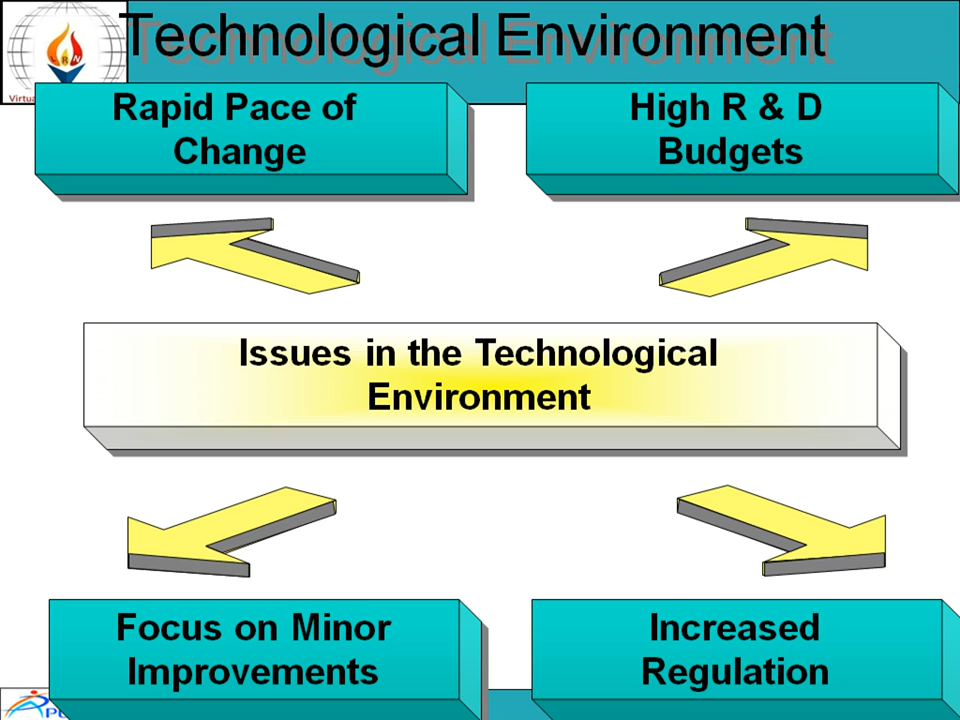 Technological Environment
Virtua
Rapid Pace of
Change
High R & D
Budgets
Issues in the Technological
Environment
Focus on Minor
Improvements
Increased
Regulation